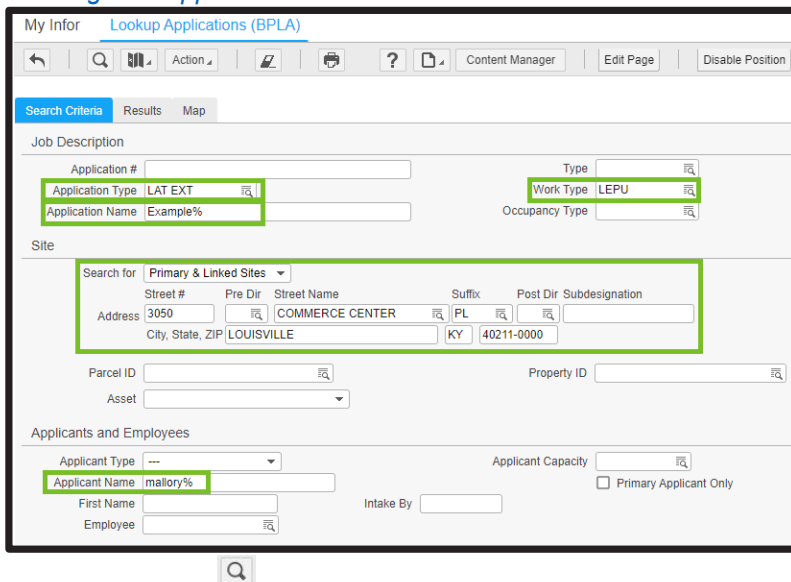 My Infor Lookup Applications (BPLA)
Action ? Content Manager Edit Page Disable Position
Search Criteria Results Map
Job Description
Application # Type
Application Type LAT EXT Work Type LEPU
Application Name Example% Occupancy Type
Site
Search for Primary & Linked Sites
Street # Pre Dir Street Name Suffix Post Dir Subdesignation
Address 3050 COMMERCE CENTER PL
City, State, ZIP LOUISVILLE KY 40211-0000
Parcel ID Property ID
Asset
Applicants and Employees
Applicant Type --- Applicant Capacity
Applicant Name mallory% Primary Applicant Only
First Name Intake By
Employee